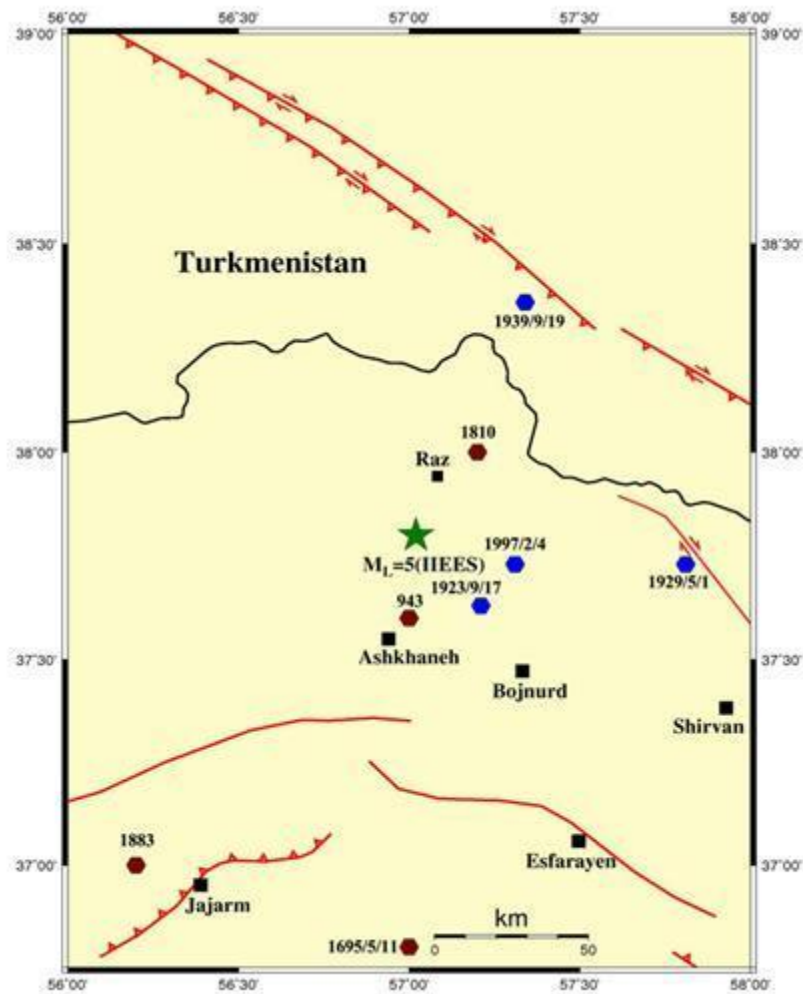 56˚00' 56˚30' 57˚00' 57˚30' 58˚00'
39˚00' 39˚00'
38˚30' 38˚30'
Turkmenistan
1939/9/19
1810
38˚00' 38˚00'
Raz
1997/2/4
M_L=5(IIEES)
1923/9/17 1929/5/1
943
37˚30' 37˚30'
Ashkhaneh
Bojnurd
Shirvan
1883
Esfarayen
37˚00' 37˚00'
Jajarm
km
1695/5/11
0 50
56˚00' 56˚30' 57˚00' 57˚30' 58˚00'